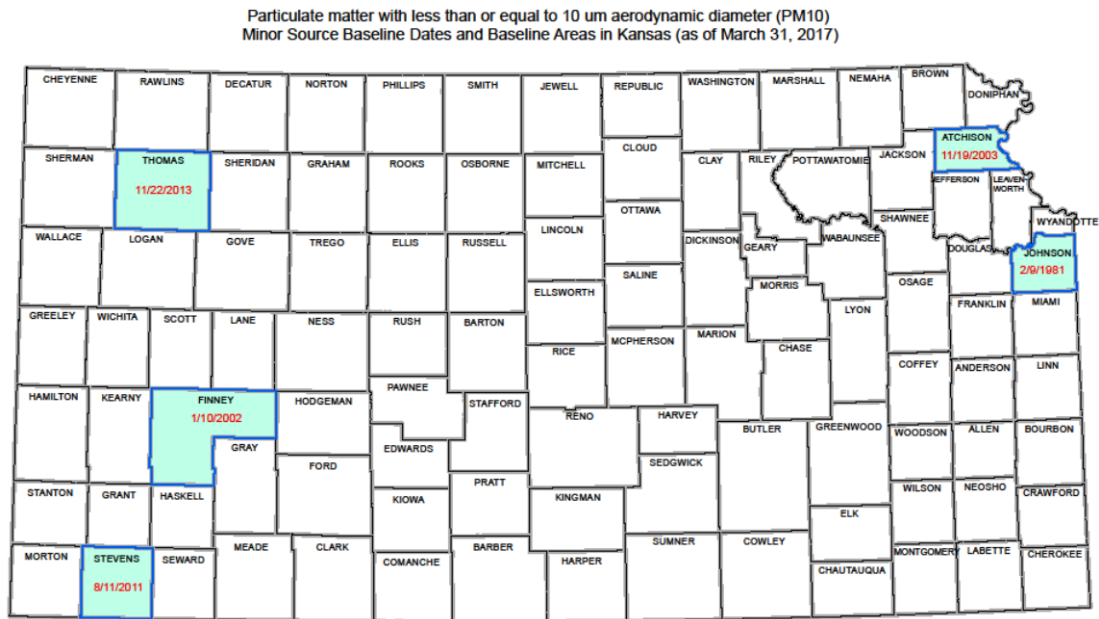 Particulate matter with less than or equal to 10 um aerodynamic diameter (PM10)
Minor Source Baseline Dates and Baseline Areas in Kansas (as of March 31, 2017)
CHEYENNE RAWLINS DECATUR NORTON PHILLIPS SMITH JEWELL REPUBLIC WASHINGTON MARSHALL NEMAHA BROWN
DONIPHAN
SHERMAN THOMAS SHERIDAN GRAHAM ROOKS OSBORNE MITCHELL CLOUD CLAY RILEY POTTAWATOMIE JACKSON ATCHISON
11/22/2013
11/19/2003
JEFFERSON LEAVEN
WORTH
WALLACE LOGAN GOVE TREGO ELLIS RUSSELL LINCOLN OTTAWA DICKINSON GEARY WABAUNSEE SHAWNEE DOUGLAS WYANDOTTE
JOHNSON
2/9/1981
ELLSWORTH SALINE MORRIS OSAGE
GREELEY WICHITA SCOTT LANE NESS RUSH BARTON RICE MCPHERSON MARION CHASE LYON FRANKLIN MIAMI
HAMILTON KEARNY FINNEY HODGEMAN PAWNEE STAFFORD RENO HARVEY BUTLER GREENWOOD COFFEY ANDERSON LINN
1/10/2002
GRAY FORD EDWARDS SEDGWICK WOODSON ALLEN BOURBON
STANTON GRANT HASKELL KIOWA PRATT KINGMAN ELK WILSON NEOSHO CRAWFORD
MORTON STEVENS SEWARD MEADE CLARK COMANCHE BARBER HARPER SUMNER COWLEY CHAUTAUQUA MONTGOMERY LABETTE CHEROKEE
8/11/2011